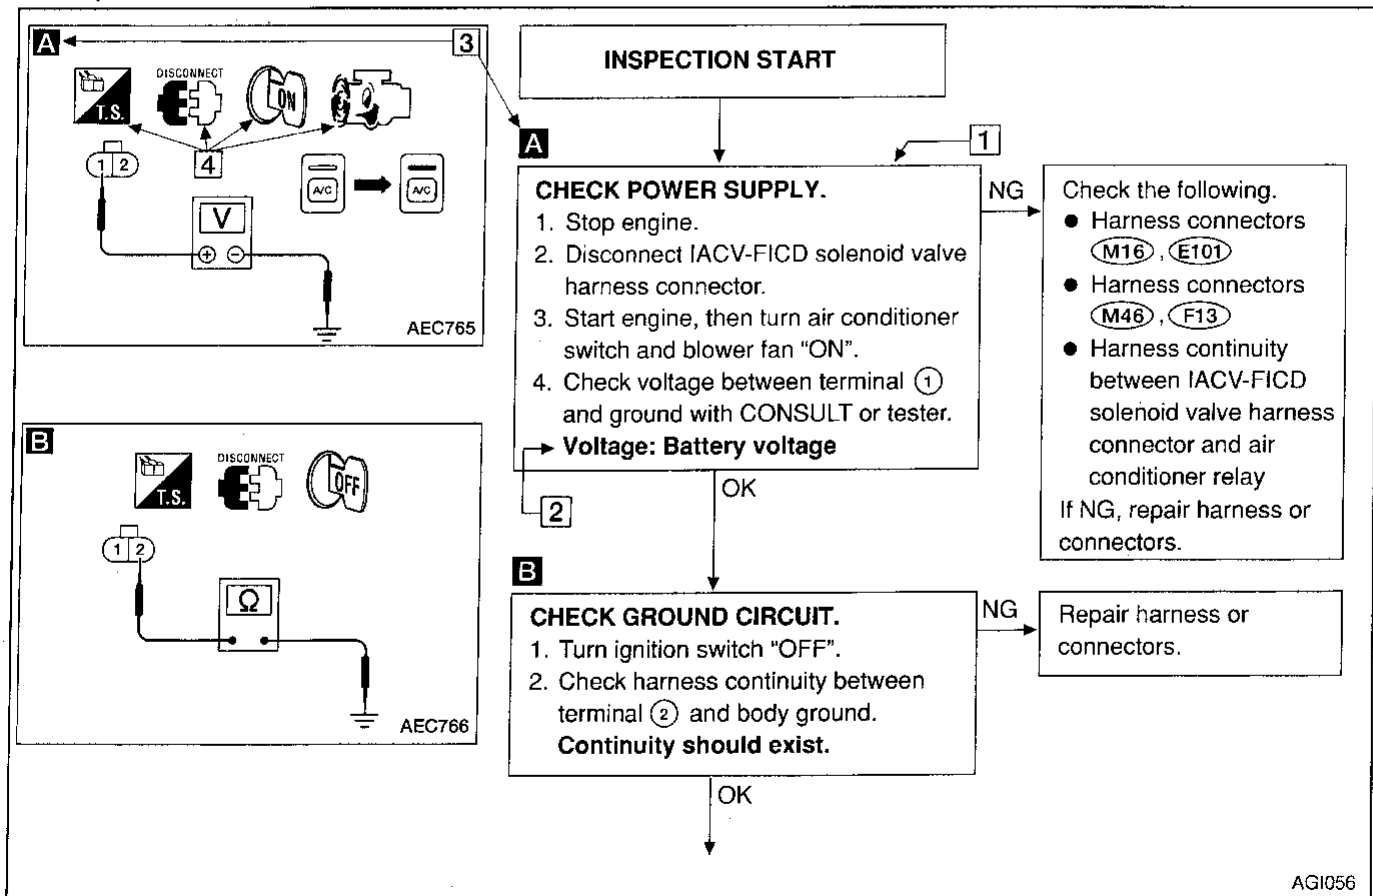 A
3
DISCONNECT
T.S.
ON
1 2
4
A/C
A/C
V
+ −
AEC765
B
DISCONNECT
T.S.
OFF
1 2
Ω
AEC766
INSPECTION START
A
1
CHECK POWER SUPPLY.
1. Stop engine.
2. Disconnect IACV-FICD solenoid valve
harness connector.
3. Start engine, then turn air conditioner
switch and blower fan “ON”.
4. Check voltage between terminal ①
and ground with CONSULT or tester.
Voltage: Battery voltage
2
NG
Check the following.
● Harness connectors
M16 , E101
● Harness connectors
M46 , F13
● Harness continuity
between IACV-FICD
solenoid valve harness
connector and air
conditioner relay
If NG, repair harness or
connectors.
OK
B
CHECK GROUND CIRCUIT.
1. Turn ignition switch “OFF”.
2. Check harness continuity between
terminal ② and body ground.
Continuity should exist.
NG
Repair harness or
connectors.
OK
AGI056